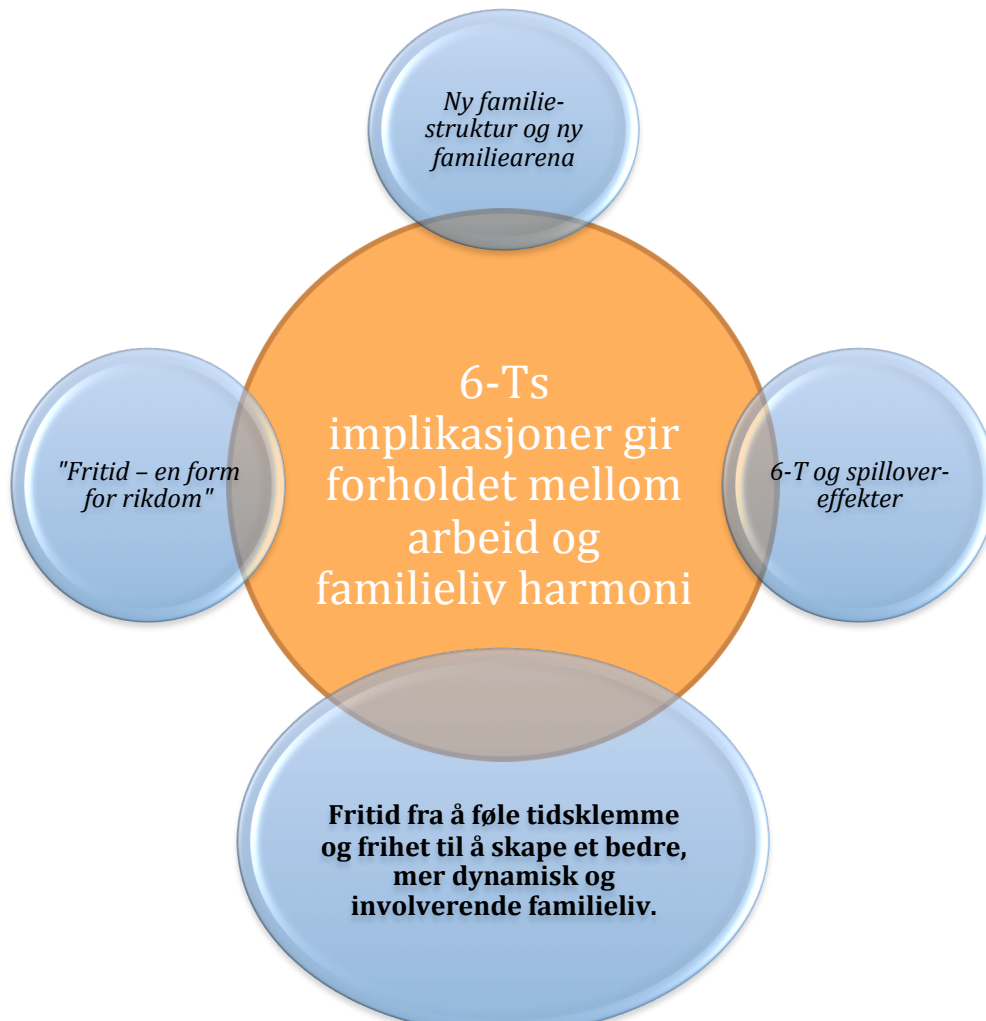 Ny familie-
struktur og ny
familiearena
6-Ts
implikasjoner gir
forholdet mellom
arbeid og
familieliv harmoni
"Fritid – en form
for rikdom"
6-T og spillover-
effekter
Fritid fra å føle tidsklemme
og frihet til å skape et bedre,
mer dynamisk og
involverende familieliv.